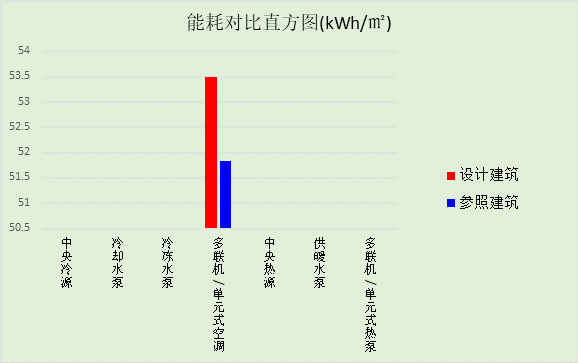 能耗对比直方图(kWh/㎡)
54
53.5
53
52.5
52
51.5
51
50.5
中央冷源
冷却水泵
冷冻水泵
多联机/单元式空调
中央热源
供暖水泵
多联机/单元式热泵
设计建筑
参照建筑